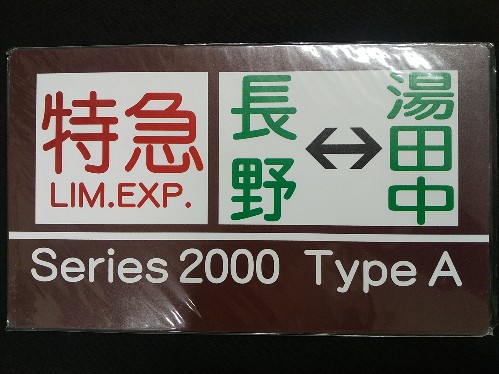 特急
LIM.EXP.
長野
↔
湯田中
Series 2000 Type A